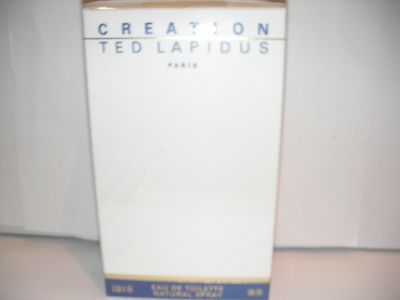 CREATION
TED LAPIDUS
PARIS
EAU DE TOILETTE
NATURAL SPRAY